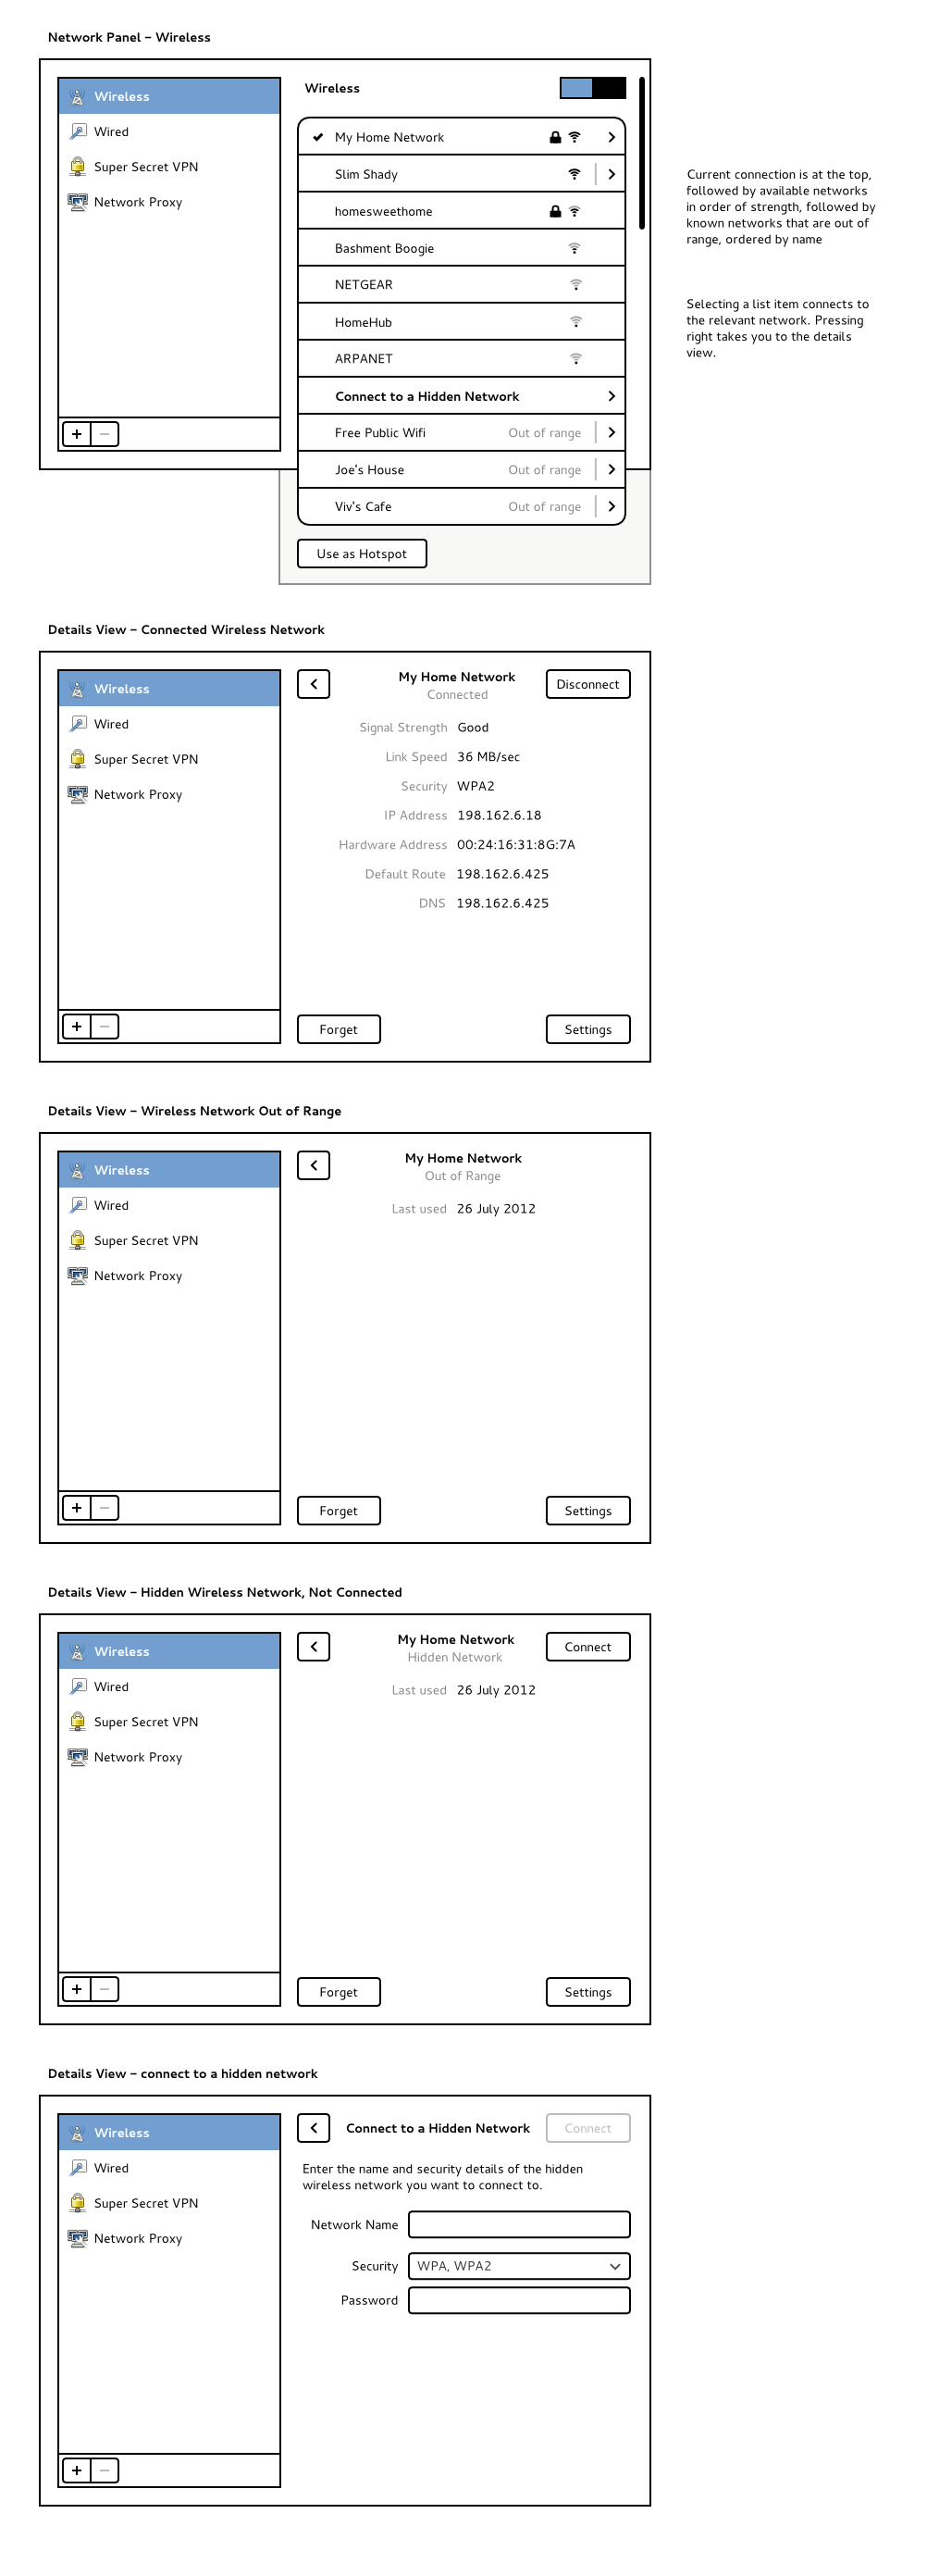 Network Panel – Wireless
Wireless
Wired
Super Secret VPN
Network Proxy
Wireless
My Home Network
Slim Shady
homesweethome
Bashment Boogie
NETGEAR
HomeHub
ARPANET
Connect to a Hidden Network
Free Public Wifi Out of range
Joe's House Out of range
Viv's Cafe Out of range
Use as Hotspot
Current connection is at the top,
followed by available networks
in order of strength, followed by
known networks that are out of
range, ordered by name
Selecting a list item connects to
the relevant network. Pressing
right takes you to the details
view.
Details View – Connected Wireless Network
Wireless
Wired
Super Secret VPN
Network Proxy
My Home Network
Connected
Disconnect
Signal Strength Good
Link Speed 36 MB/sec
Security WPA2
IP Address 198.162.6.18
Hardware Address 00:24:16:31:8G:7A
Default Route 198.162.6.425
DNS 198.162.6.425
Forget
Settings
Details View – Wireless Network Out of Range
Wireless
Wired
Super Secret VPN
Network Proxy
My Home Network
Out of Range
Last used 26 July 2012
Forget
Settings
Details View – Hidden Wireless Network, Not Connected
Wireless
Wired
Super Secret VPN
Network Proxy
My Home Network
Hidden Network
Connect
Last used 26 July 2012
Forget
Settings
Details View – connect to a hidden network
Wireless
Wired
Super Secret VPN
Network Proxy
Connect to a Hidden Network
Connect
Enter the name and security details of the hidden
wireless network you want to connect to.
Network Name
Security WPA, WPA2
Password